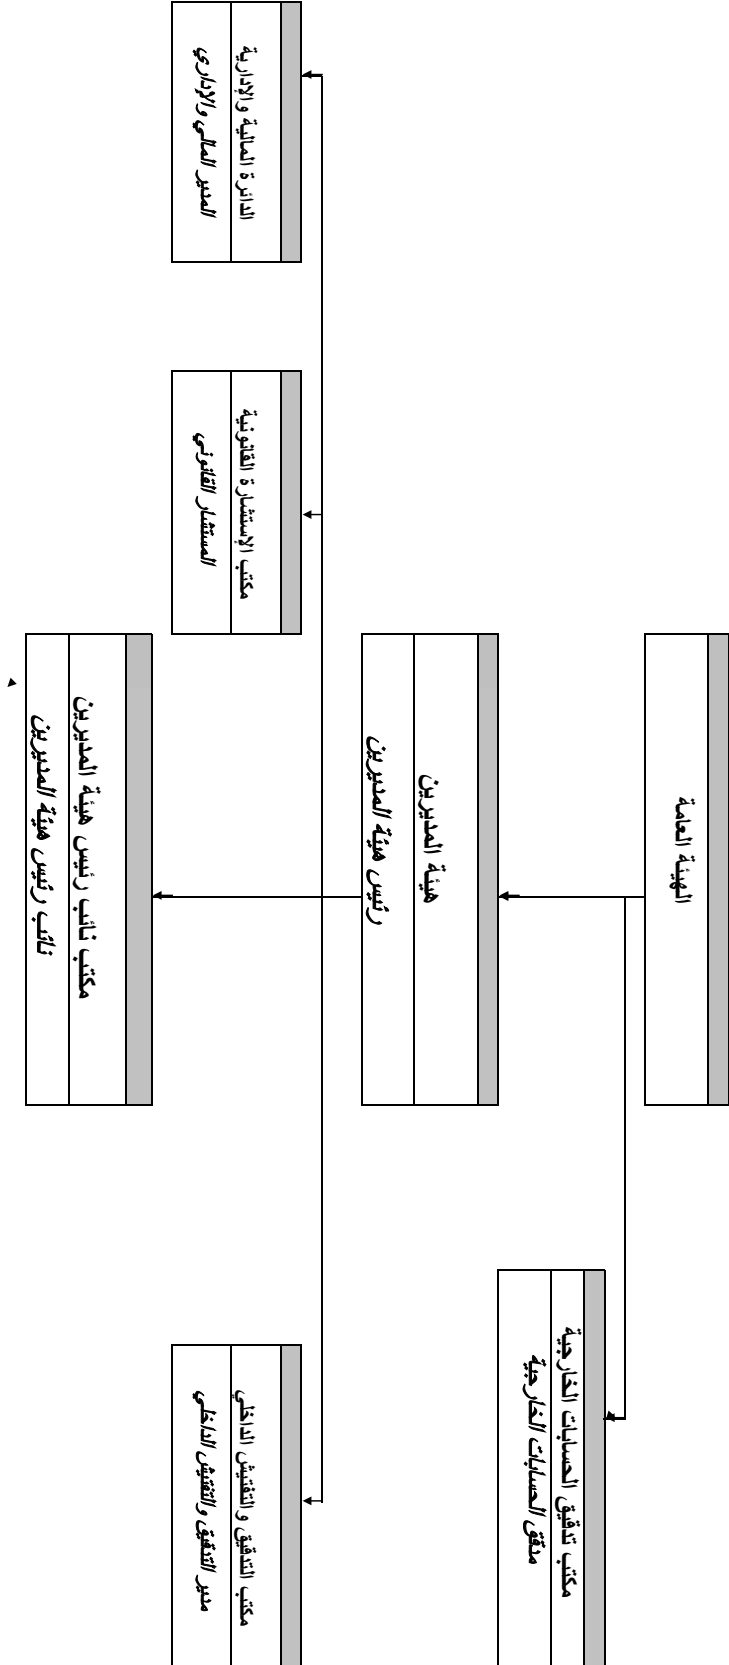 الهيئة العامة
مكتب تدقيق الحسابات الخارجية
مدقق الحسابات الخارجية
هيئة المديرين
رئيس هيئة المديرين
مكتب التدقيق والتفتيش الداخلي
مدير التدقيق والتفتيش الداخلي
مكتب الإستشارة القانونية
المستشار القانوني
الدائرة المالية والإدارية
المدير المالي والإداري
مكتب نائب رئيس هيئة المديرين
نائب رئيس هيئة المديرين